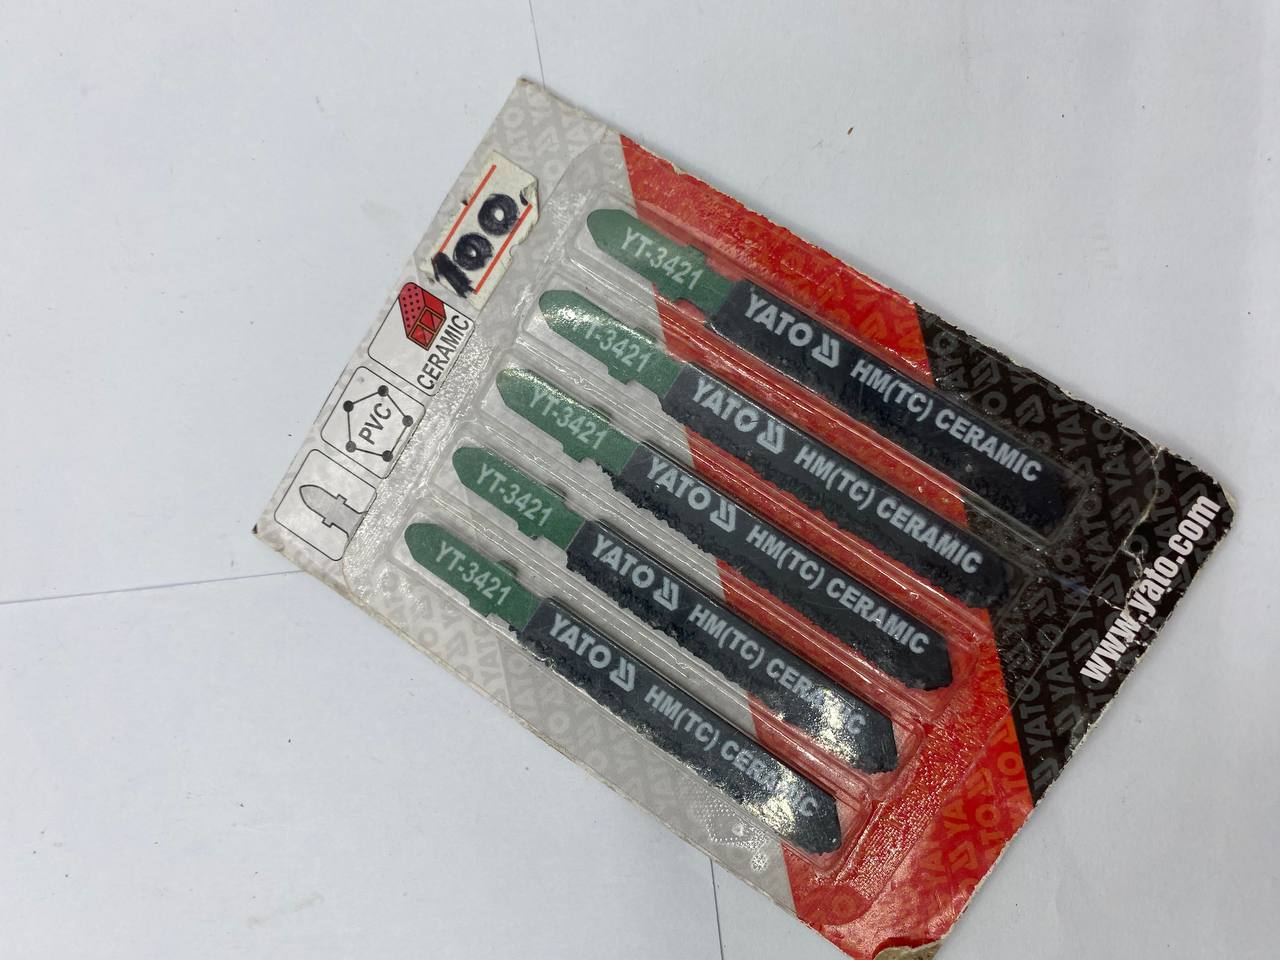 100.
CERAMIC
PVC
YT-3421
YATO HM(TC) CERAMIC
YT-3421
YATO HM(TC) CERAMIC
YT-3421
YATO HM(TC) CERAMIC
YT-3421
YATO HM(TC) CERAMIC
YT-3421
YATO HM(TC) CERAMIC
www.yato.com